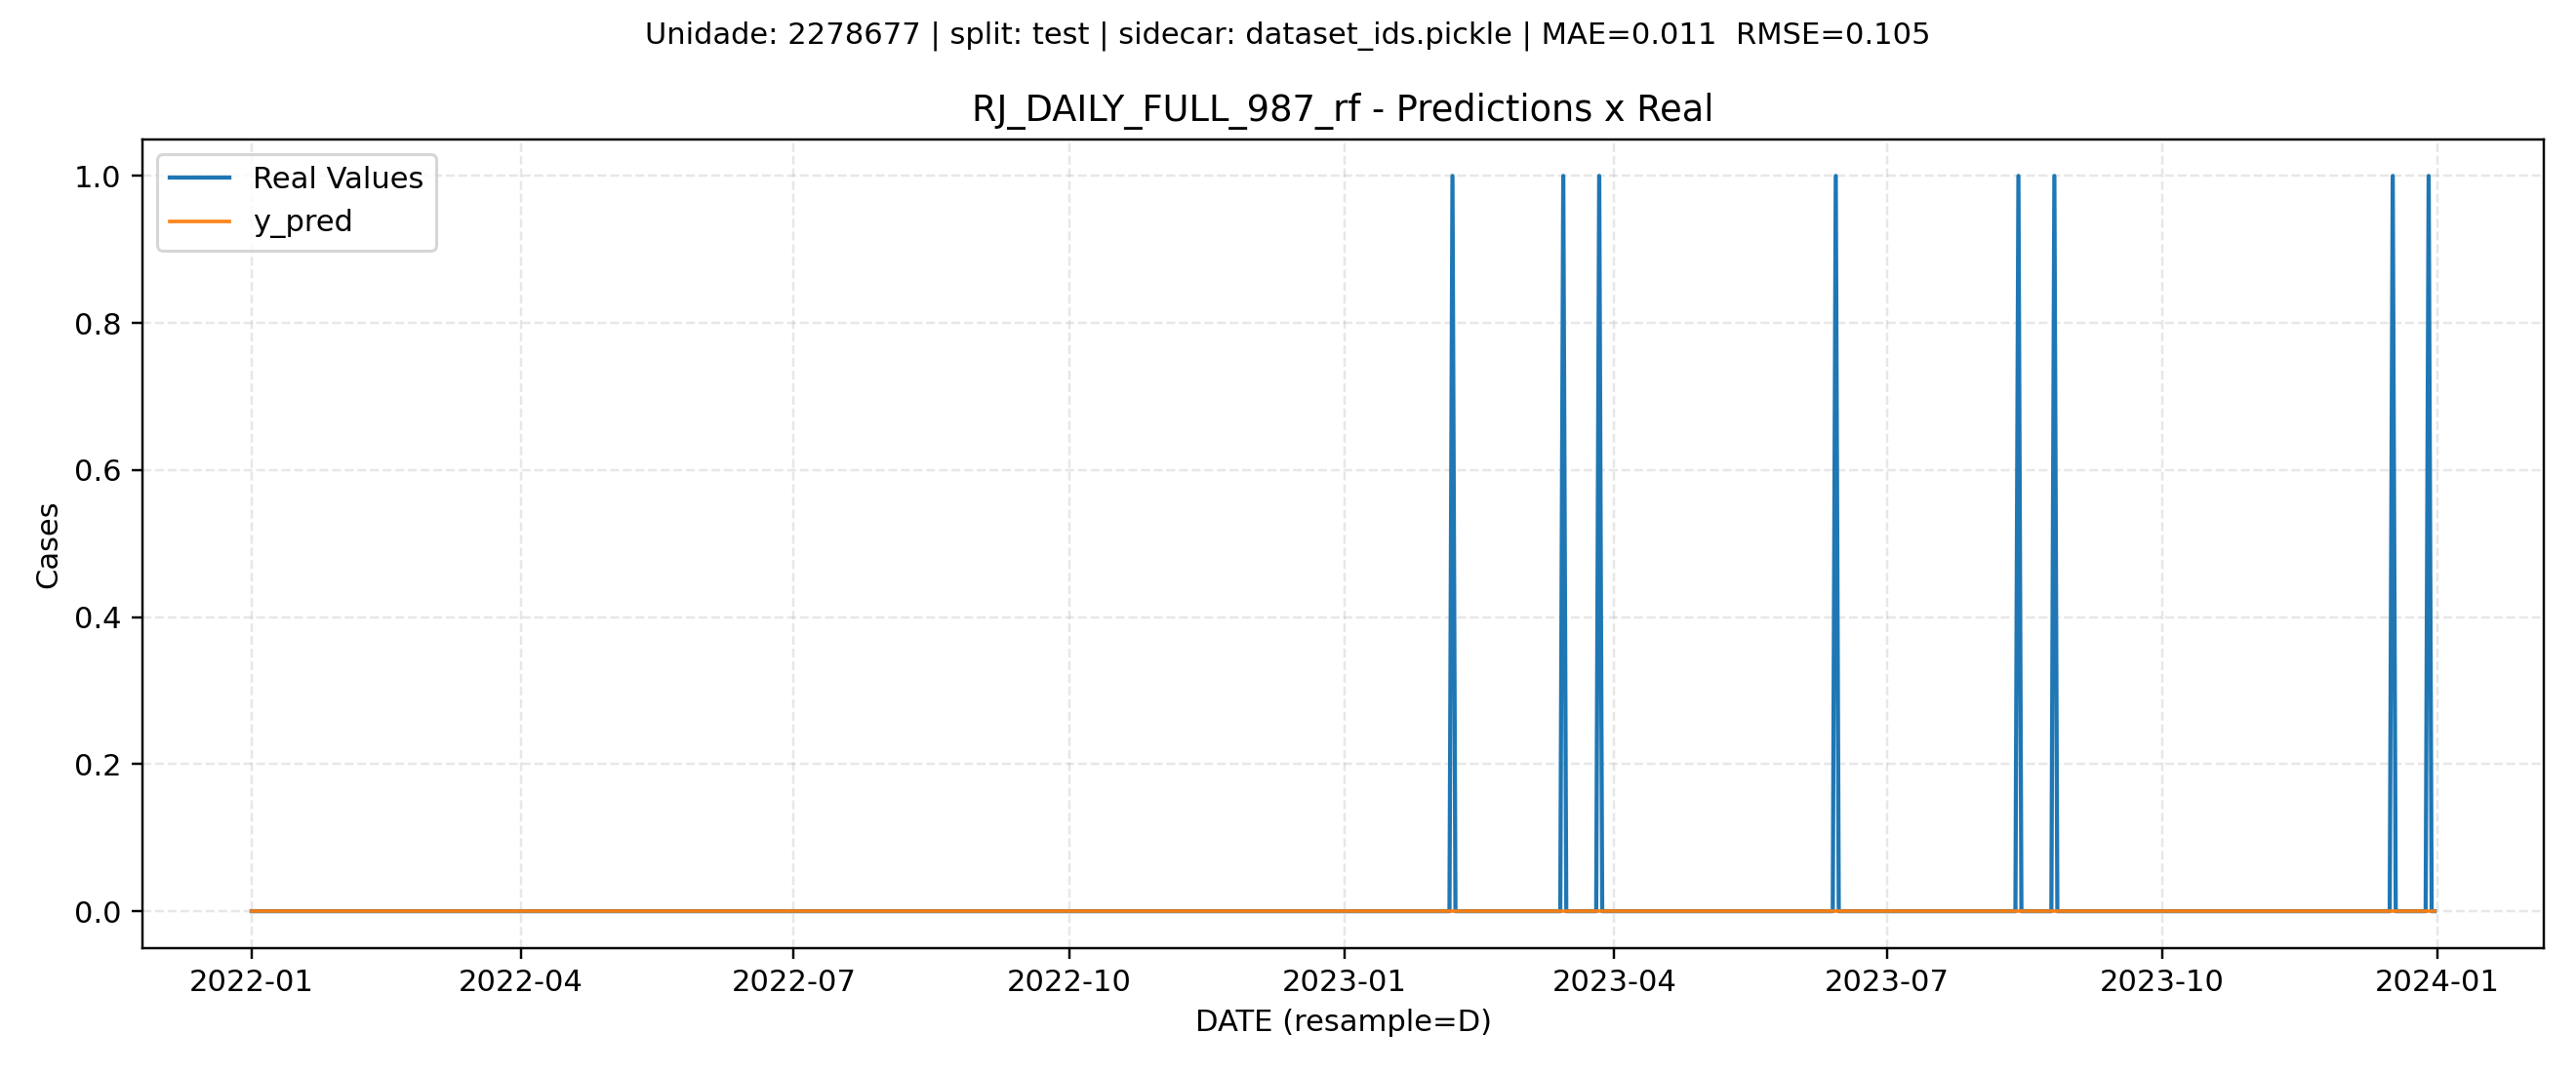 Unidade: 2278677 | split: test | sidecar: dataset_ids.pickle | MAE=0.011  RMSE=0.105
RJ_DAILY_FULL_987_rf - Predictions x Real
Real Values
y_pred
1.0
0.8
0.6
0.4
0.2
0.0
Cases
2022-01 2022-04 2022-07 2022-10 2023-01 2023-04 2023-07 2023-10 2024-01
DATE (resample=D)